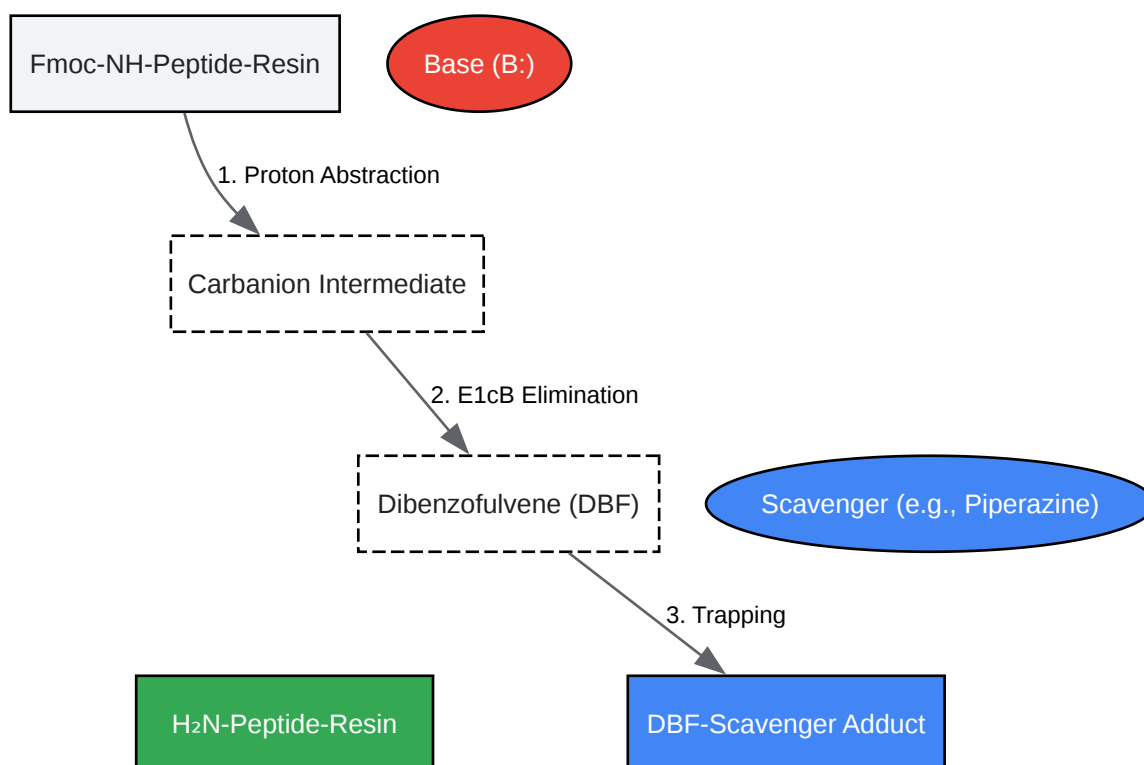 Fmoc-NH-Peptide-Resin
Base (B:)
1. Proton Abstraction
Carbanion Intermediate
2. E1cB Elimination
Dibenzofulvene (DBF)
Scavenger (e.g., Piperazine)
3. Trapping
H₂N-Peptide-Resin
DBF-Scavenger Adduct